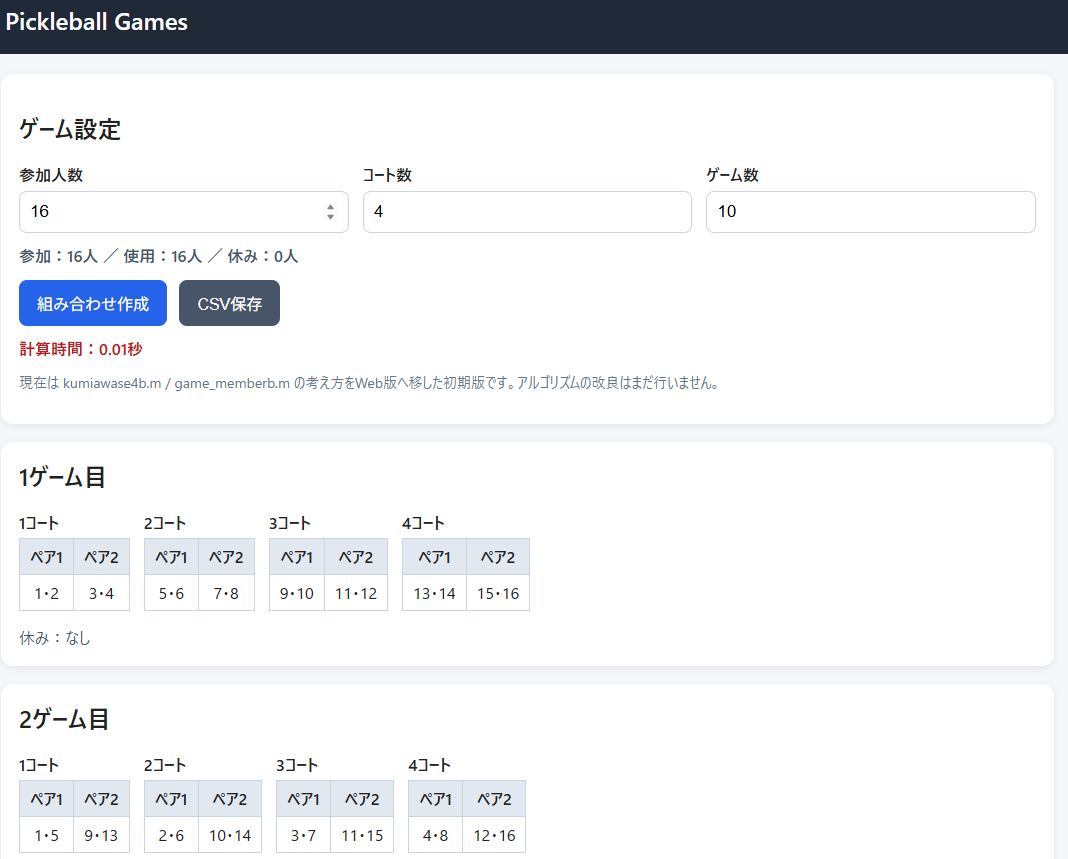 Pickleball Games
ゲーム設定
参加人数 コート数 ゲーム数
16 4 10
参加：16人 ／ 使用：16人 ／ 休み：0人
組み合わせ作成 CSV保存
計算時間：0.01秒
現在は kumiawase4b.m / game_memberb.m の考え方をWeb版へ移した初期版です。アルゴリズムの改良はまだ行いません。
1ゲーム目
1コート 2コート 3コート 4コート
ペア1 ペア2 ペア1 ペア2 ペア1 ペア2 ペア1 ペア2
1・2 3・4 5・6 7・8 9・10 11・12 13・14 15・16
休み：なし
2ゲーム目
1コート 2コート 3コート 4コート
ペア1 ペア2 ペア1 ペア2 ペア1 ペア2 ペア1 ペア2
1・5 9・13 2・6 10・14 3・7 11・15 4・8 12・16